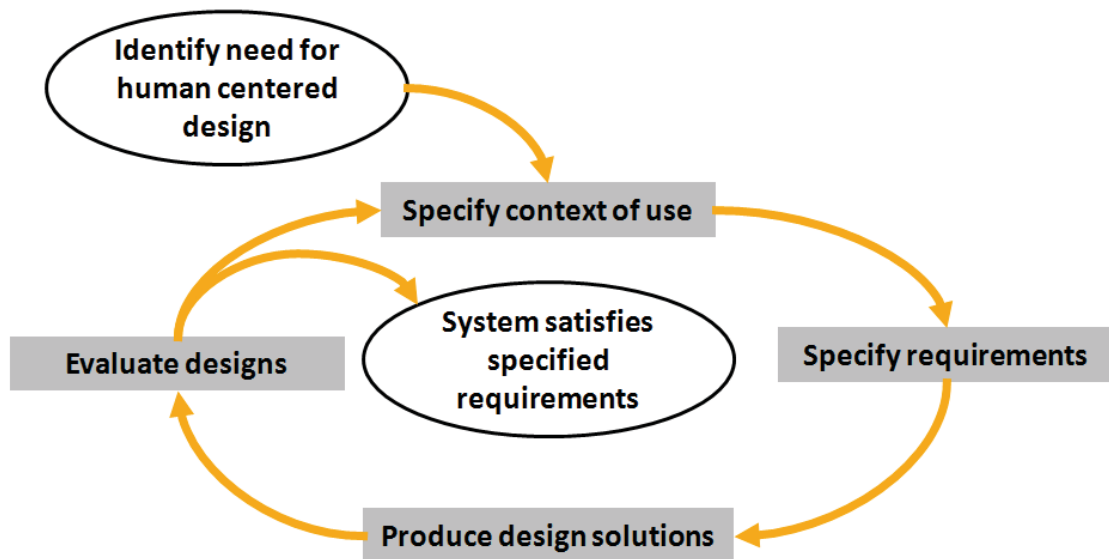 Identify need for
human centered
design
Specify context of use
System satisfies
specified
requirements
Evaluate designs
Specify requirements
Produce design solutions